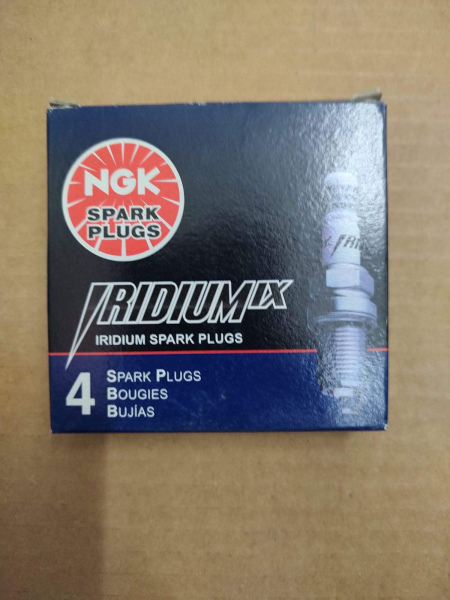 NGK
SPARK
PLUGS
IRIDIUM IX
IRIDIUM SPARK PLUGS
4
SPARK PLUGS
BOUGIES
BUJÍAS